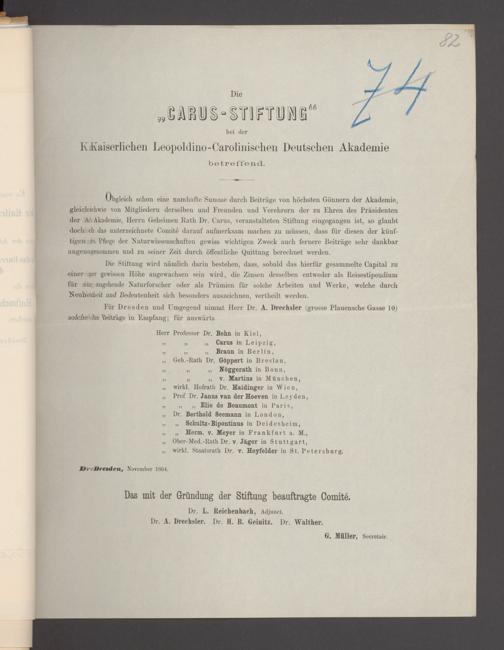 82
74
Die
„CARUS-STIFTUNG“
bei der
K. Kaiserlichen Leopoldino-Carolinischen Deutschen Akademie
betreffend.
Obgleich schon eine namhafte Summe durch Beiträge von höchsten Gönnern der Akademie,
gleichwie von Mitgliedern derselben und Freunden und Verehrern der zu Ehren des Präsidenten
der Akademie, Herrn Geheimen Rath Dr. Carus, veranstalteten Stiftung eingegangen ist, so glaubt
doch das unterzeichnete Comité darauf aufmerksam machen zu müssen, dass für diesen der künf-
tigen Pflege der Naturwissenschaften gewiss wichtigen Zweck auch fernere Beiträge sehr dankbar
angenommen und zu seiner Zeit durch öffentliche Quittung berechnet werden.
Die Stiftung wird nämlich darin bestehen, dass, sobald das hierfür gesammelte Capital zu
einer gewissen Höhe angewachsen sein wird, die Zinsen desselben entweder als Reisestipendium
für angehende Naturforscher oder als Prämien für solche Arbeiten und Werke, welche durch
Neuheit und Bedeutenheit sich besonders auszeichnen, vertheilt werden.
Für Dresden und Umgegend nimmt Herr Dr. A. Drechsler (grosse Plauensche Gasse 10)
solche Beiträge in Empfang; für auswärts
Herr Professor Dr. Behn in Kiel,
„ „ „ Carus in Leipzig,
„ „ „ Braun in Berlin,
„ Geh.-Rath Dr. Göppert in Breslau,
„ „ „ Nöggerath in Bonn,
„ „ „ v. Martius in München,
„ wirkl. Hofrath Dr. Haidinger in Wien,
„ Prof Dr. Janus van der Hoeven in Leyden,
„ „ „ Elie de Beaumont in Paris,
„ Dr. Berthold Seemann in London,
„ „ Schultz-Bipontinus in Deidesheim,
„ „ Herm. v. Meyer in Frankfurt a. M.,
„ Ober-Med.-Rath Dr. v. Jäger in Stuttgart,
„ wirkl. Staatsrath Dr. v. Heyfelder in St. Petersburg.
Dresden, November 1864.
Das mit der Gründung der Stiftung beauftragte Comité.
Dr. L. Reichenbach, Adjunct.
Dr. A. Drechsler. Dr. H. B. Geinitz. Dr. Walther.
G. Müller, Secretair.